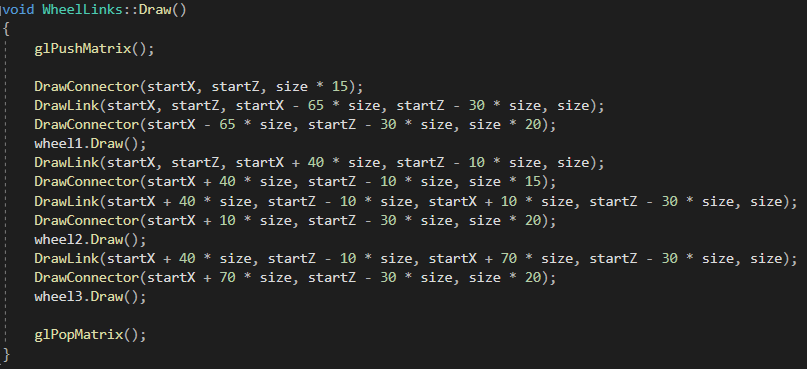 void WheelLinks::Draw()
{
    glPushMatrix();

    DrawConnector(startX, startZ, size * 15);
    DrawLink(startX, startZ, startX - 65 * size, startZ - 30 * size, size);
    DrawConnector(startX - 65 * size, startZ - 30 * size, size * 20);
    wheel1.Draw();
    DrawLink(startX, startZ, startX + 40 * size, startZ - 10 * size, size);
    DrawConnector(startX + 40 * size, startZ - 10 * size, size * 15);
    DrawLink(startX + 40 * size, startZ - 10 * size, startX + 10 * size, startZ - 30 * size, size);
    DrawConnector(startX + 10 * size, startZ - 30 * size, size * 20);
    wheel2.Draw();
    DrawLink(startX + 40 * size, startZ - 10 * size, startX + 70 * size, startZ - 30 * size, size);
    DrawConnector(startX + 70 * size, startZ - 30 * size, size * 20);
    wheel3.Draw();

    glPopMatrix();
}